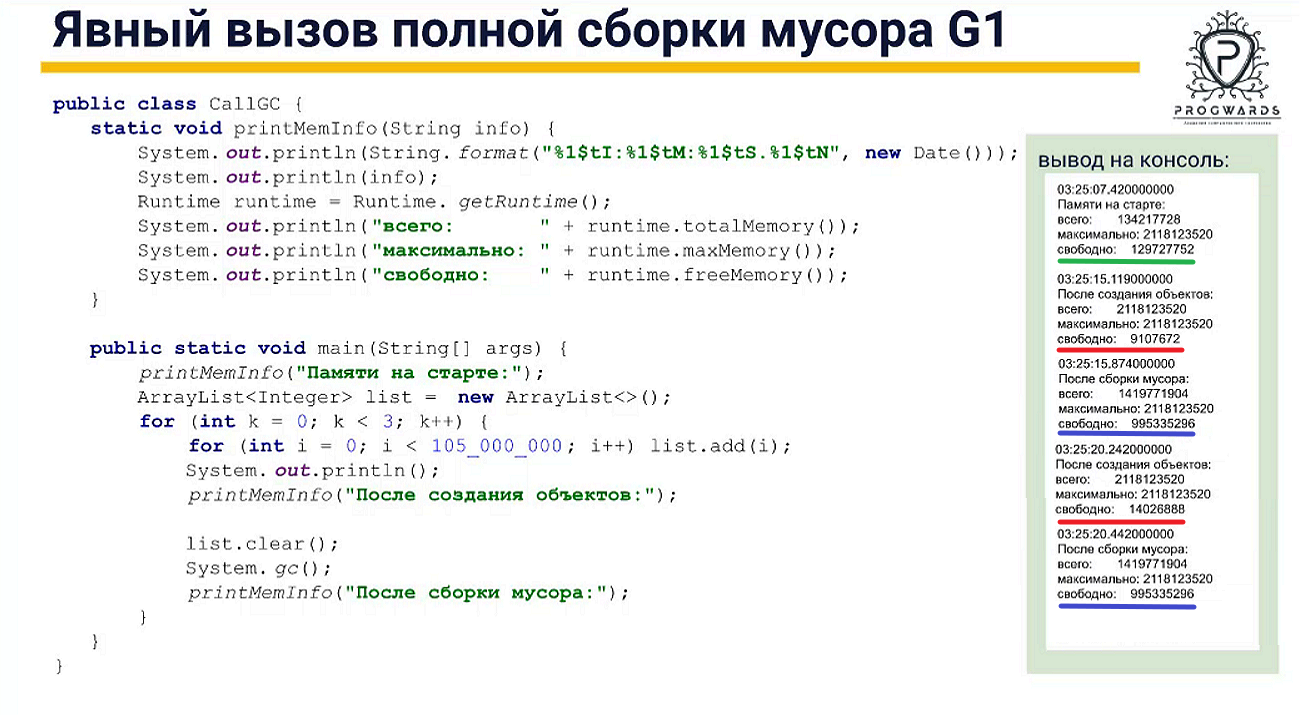 Явный вызов полной сборки мусора G1
PROGWARDS
public class CallGC {
static void printMemInfo(String info) {
System.out.println(String.format("%1$tI:%1$tM:%1$tS.%1$tN", new Date()));
System.out.println(info);
Runtime runtime = Runtime.getRuntime();
System.out.println("всего:        " + runtime.totalMemory());
System.out.println("максимально: " + runtime.maxMemory());
System.out.println("свободно:     " + runtime.freeMemory());
}
public static void main(String[] args) {
printMemInfo("Памяти на старте:");
ArrayList<Integer> list = new ArrayList<>();
for (int k = 0; k < 3; k++) {
for (int i = 0; i < 105_000_000; i++) list.add(i);
System.out.println();
printMemInfo("После создания объектов:");
list.clear();
System.gc();
printMemInfo("После сборки мусора:");
}
}
}
вывод на консоль:
03:25:07.420000000
Памяти на старте:
всего: 134217728
максимально: 2118123520
свободно: 129727752
03:25:15.119000000
После создания объектов:
всего: 2118123520
максимально: 2118123520
свободно: 9107672
03:25:15.874000000
После сборки мусора:
всего: 1419771904
максимально: 2118123520
свободно: 995335296
03:25:20.242000000
После создания объектов:
всего: 2118123520
максимально: 2118123520
свободно: 14026888
03:25:20.442000000
После сборки мусора:
всего: 1419771904
максимально: 2118123520
свободно: 995335296